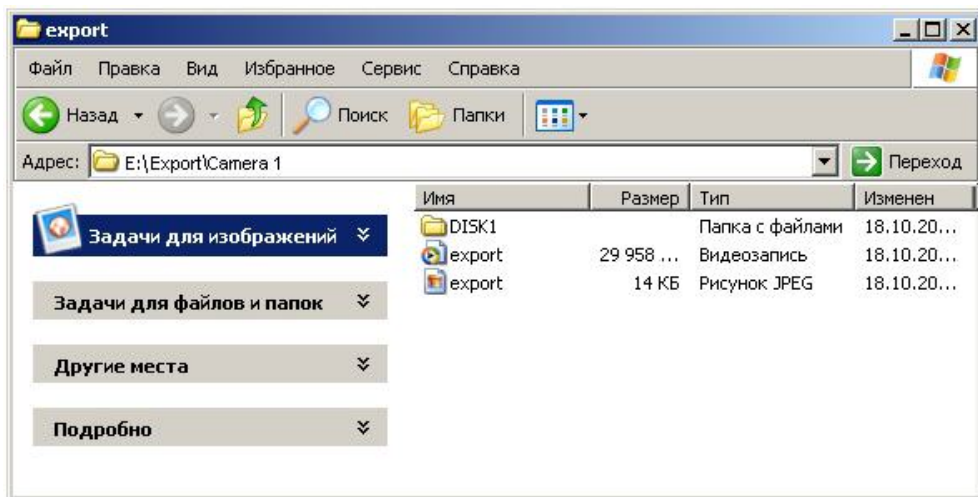 export
Файл Правка Вид Избранное Сервис Справка
Назад Поиск Папки
Адрес: E:\Export\Camera 1 Переход
Имя Размер Тип Изменен
Задачи для изображений
DISK1 Папка с файлами 18.10.20...
export 29 958 ... Видеозапись 18.10.20...
export 14 КБ Рисунок JPEG 18.10.20...
Задачи для файлов и папок
Другие места
Подробно